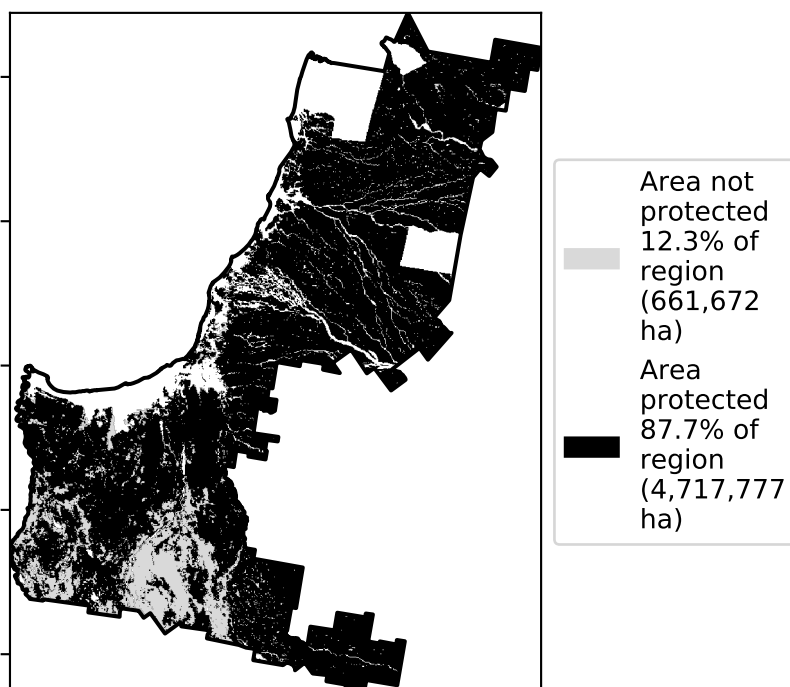 Area not
protected
12.3% of
region
(661,672
ha)
Area
protected
87.7% of
region
(4,717,777
ha)